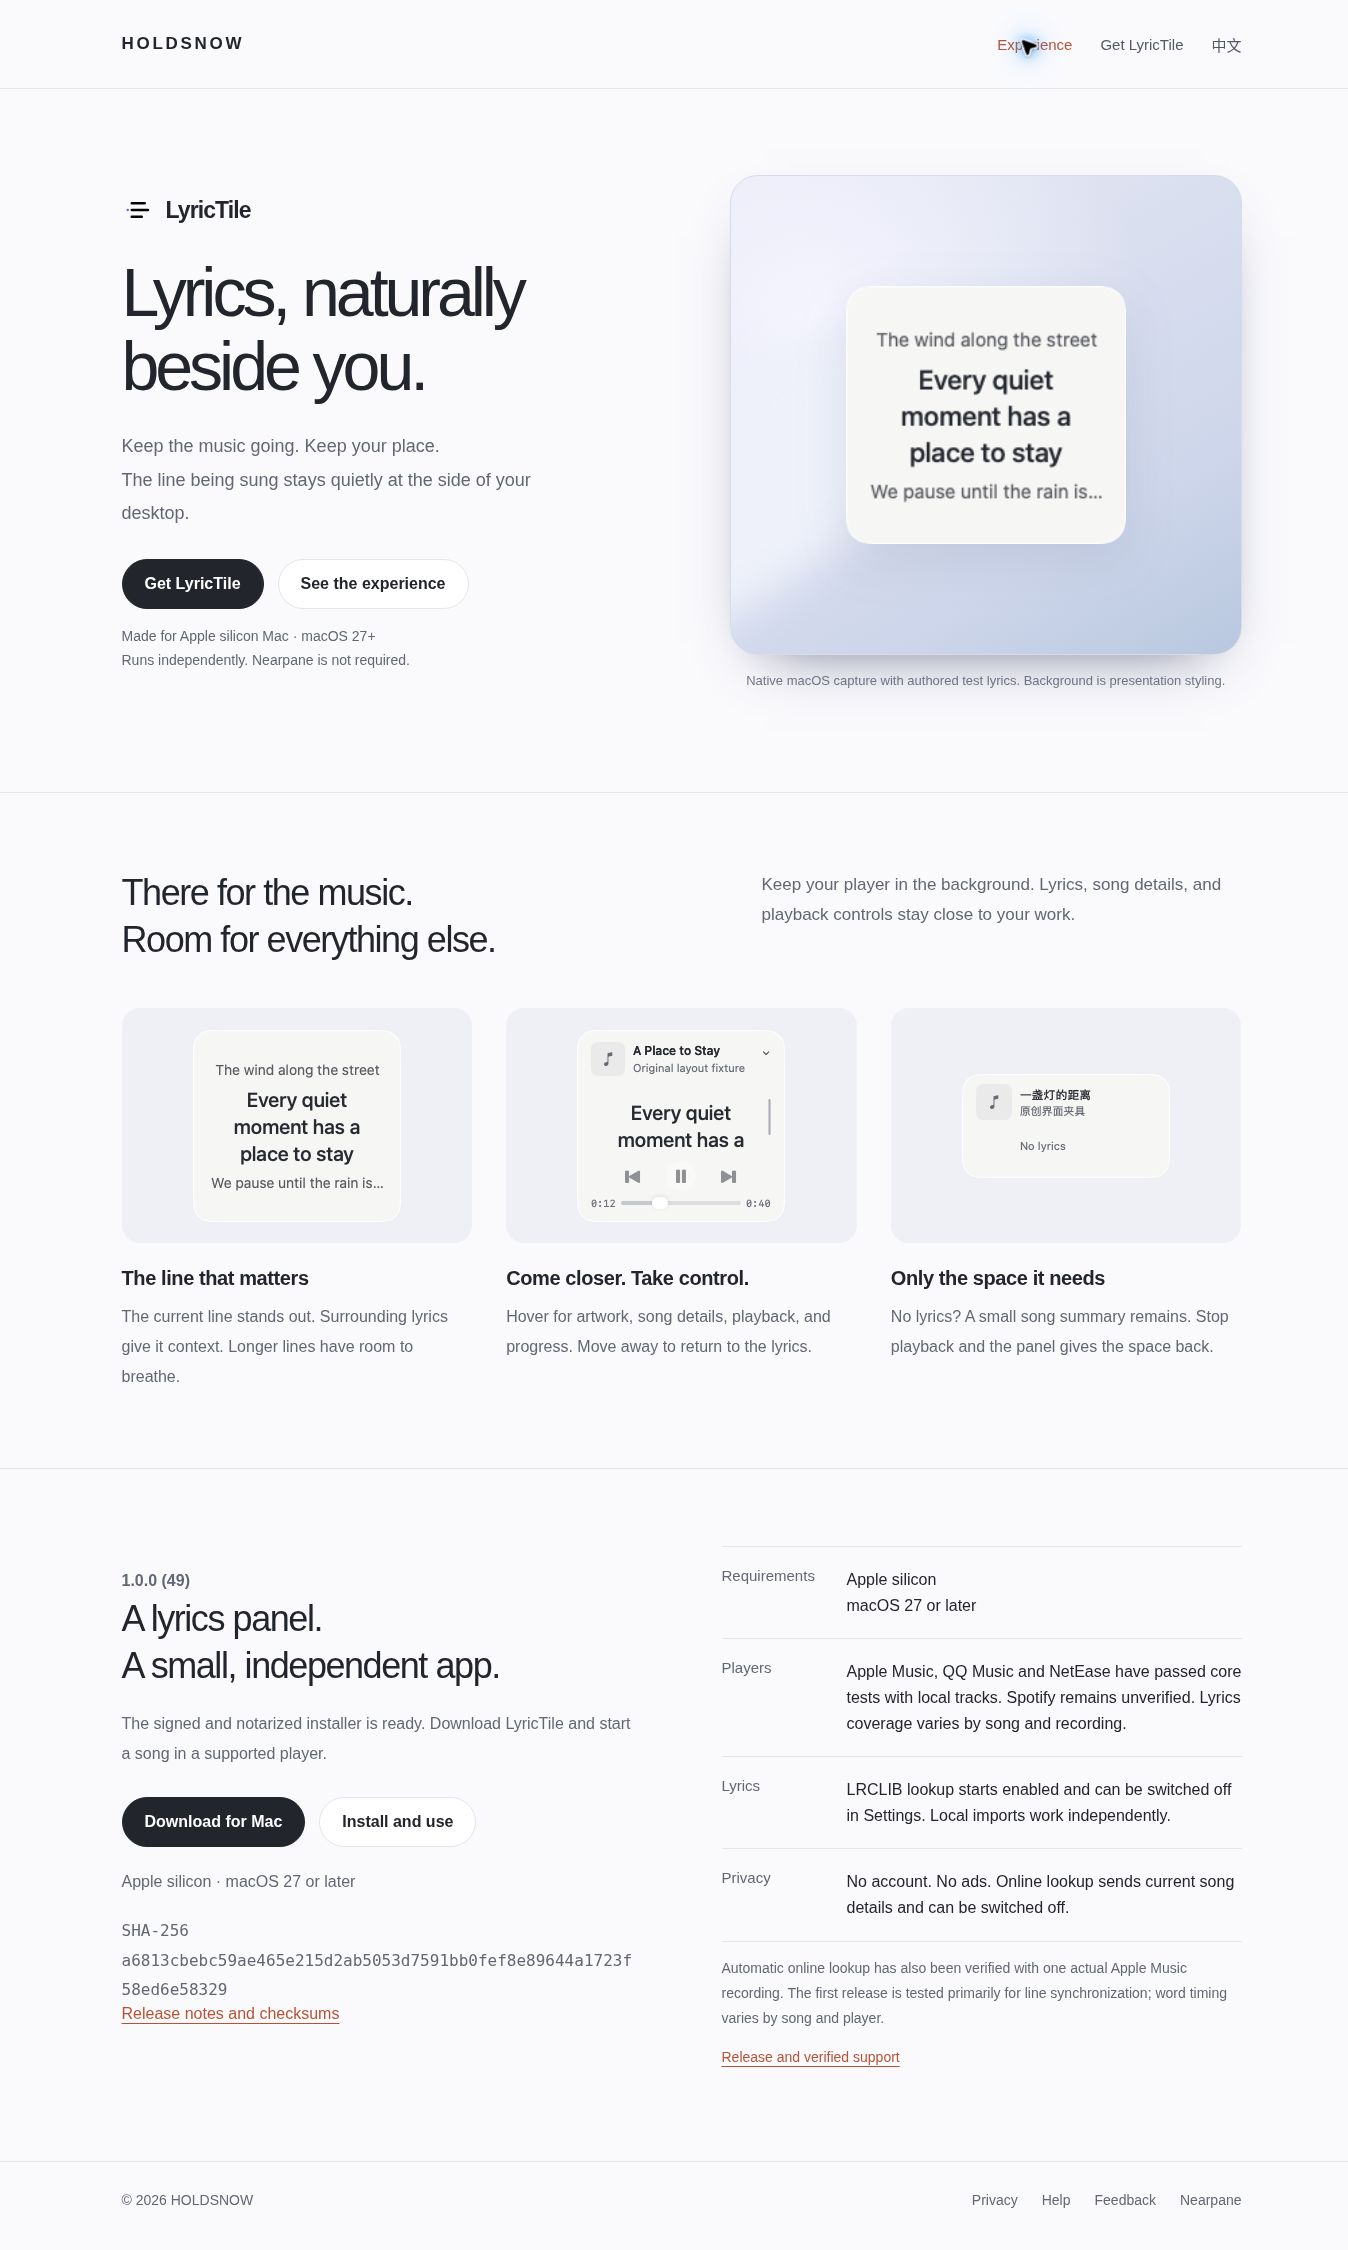 HOLDSNOW
Experience
Get LyricTile
中文
LyricTile
Lyrics, naturally
beside you.
Keep the music going. Keep your place.
The line being sung stays quietly at the side of your
desktop.
Get LyricTile
See the experience
Made for Apple silicon Mac · macOS 27+
Runs independently. Nearpane is not required.
The wind along the street
Every quiet
moment has a
place to stay
We pause until the rain is...
Native macOS capture with authored test lyrics. Background is presentation styling.
There for the music.
Room for everything else.
Keep your player in the background. Lyrics, song details, and
playback controls stay close to your work.
The wind along the street
Every quiet
moment has a
place to stay
We pause until the rain is...
The line that matters
The current line stands out. Surrounding lyrics
give it context. Longer lines have room to
breathe.
A Place to Stay
Original layout fixture
Every quiet
moment has a
0:12
0:40
Come closer. Take control.
Hover for artwork, song details, playback, and
progress. Move away to return to the lyrics.
一盏灯的距离
原创界面夹具
No lyrics
Only the space it needs
No lyrics? A small song summary remains. Stop
playback and the panel gives the space back.
1.0.0 (49)
A lyrics panel.
A small, independent app.
The signed and notarized installer is ready. Download LyricTile and start
a song in a supported player.
Download for Mac
Install and use
Apple silicon · macOS 27 or later
SHA-256
a6813cbebc59ae465e215d2ab5053d7591bb0fef8e89644a1723f
58ed6e58329
Release notes and checksums
Requirements
Apple silicon
macOS 27 or later
Players
Apple Music, QQ Music and NetEase have passed core
tests with local tracks. Spotify remains unverified. Lyrics
coverage varies by song and recording.
Lyrics
LRCLIB lookup starts enabled and can be switched off
in Settings. Local imports work independently.
Privacy
No account. No ads. Online lookup sends current song
details and can be switched off.
Automatic online lookup has also been verified with one actual Apple Music
recording. The first release is tested primarily for line synchronization; word timing
varies by song and player.
Release and verified support
© 2026 HOLDSNOW
Privacy
Help
Feedback
Nearpane